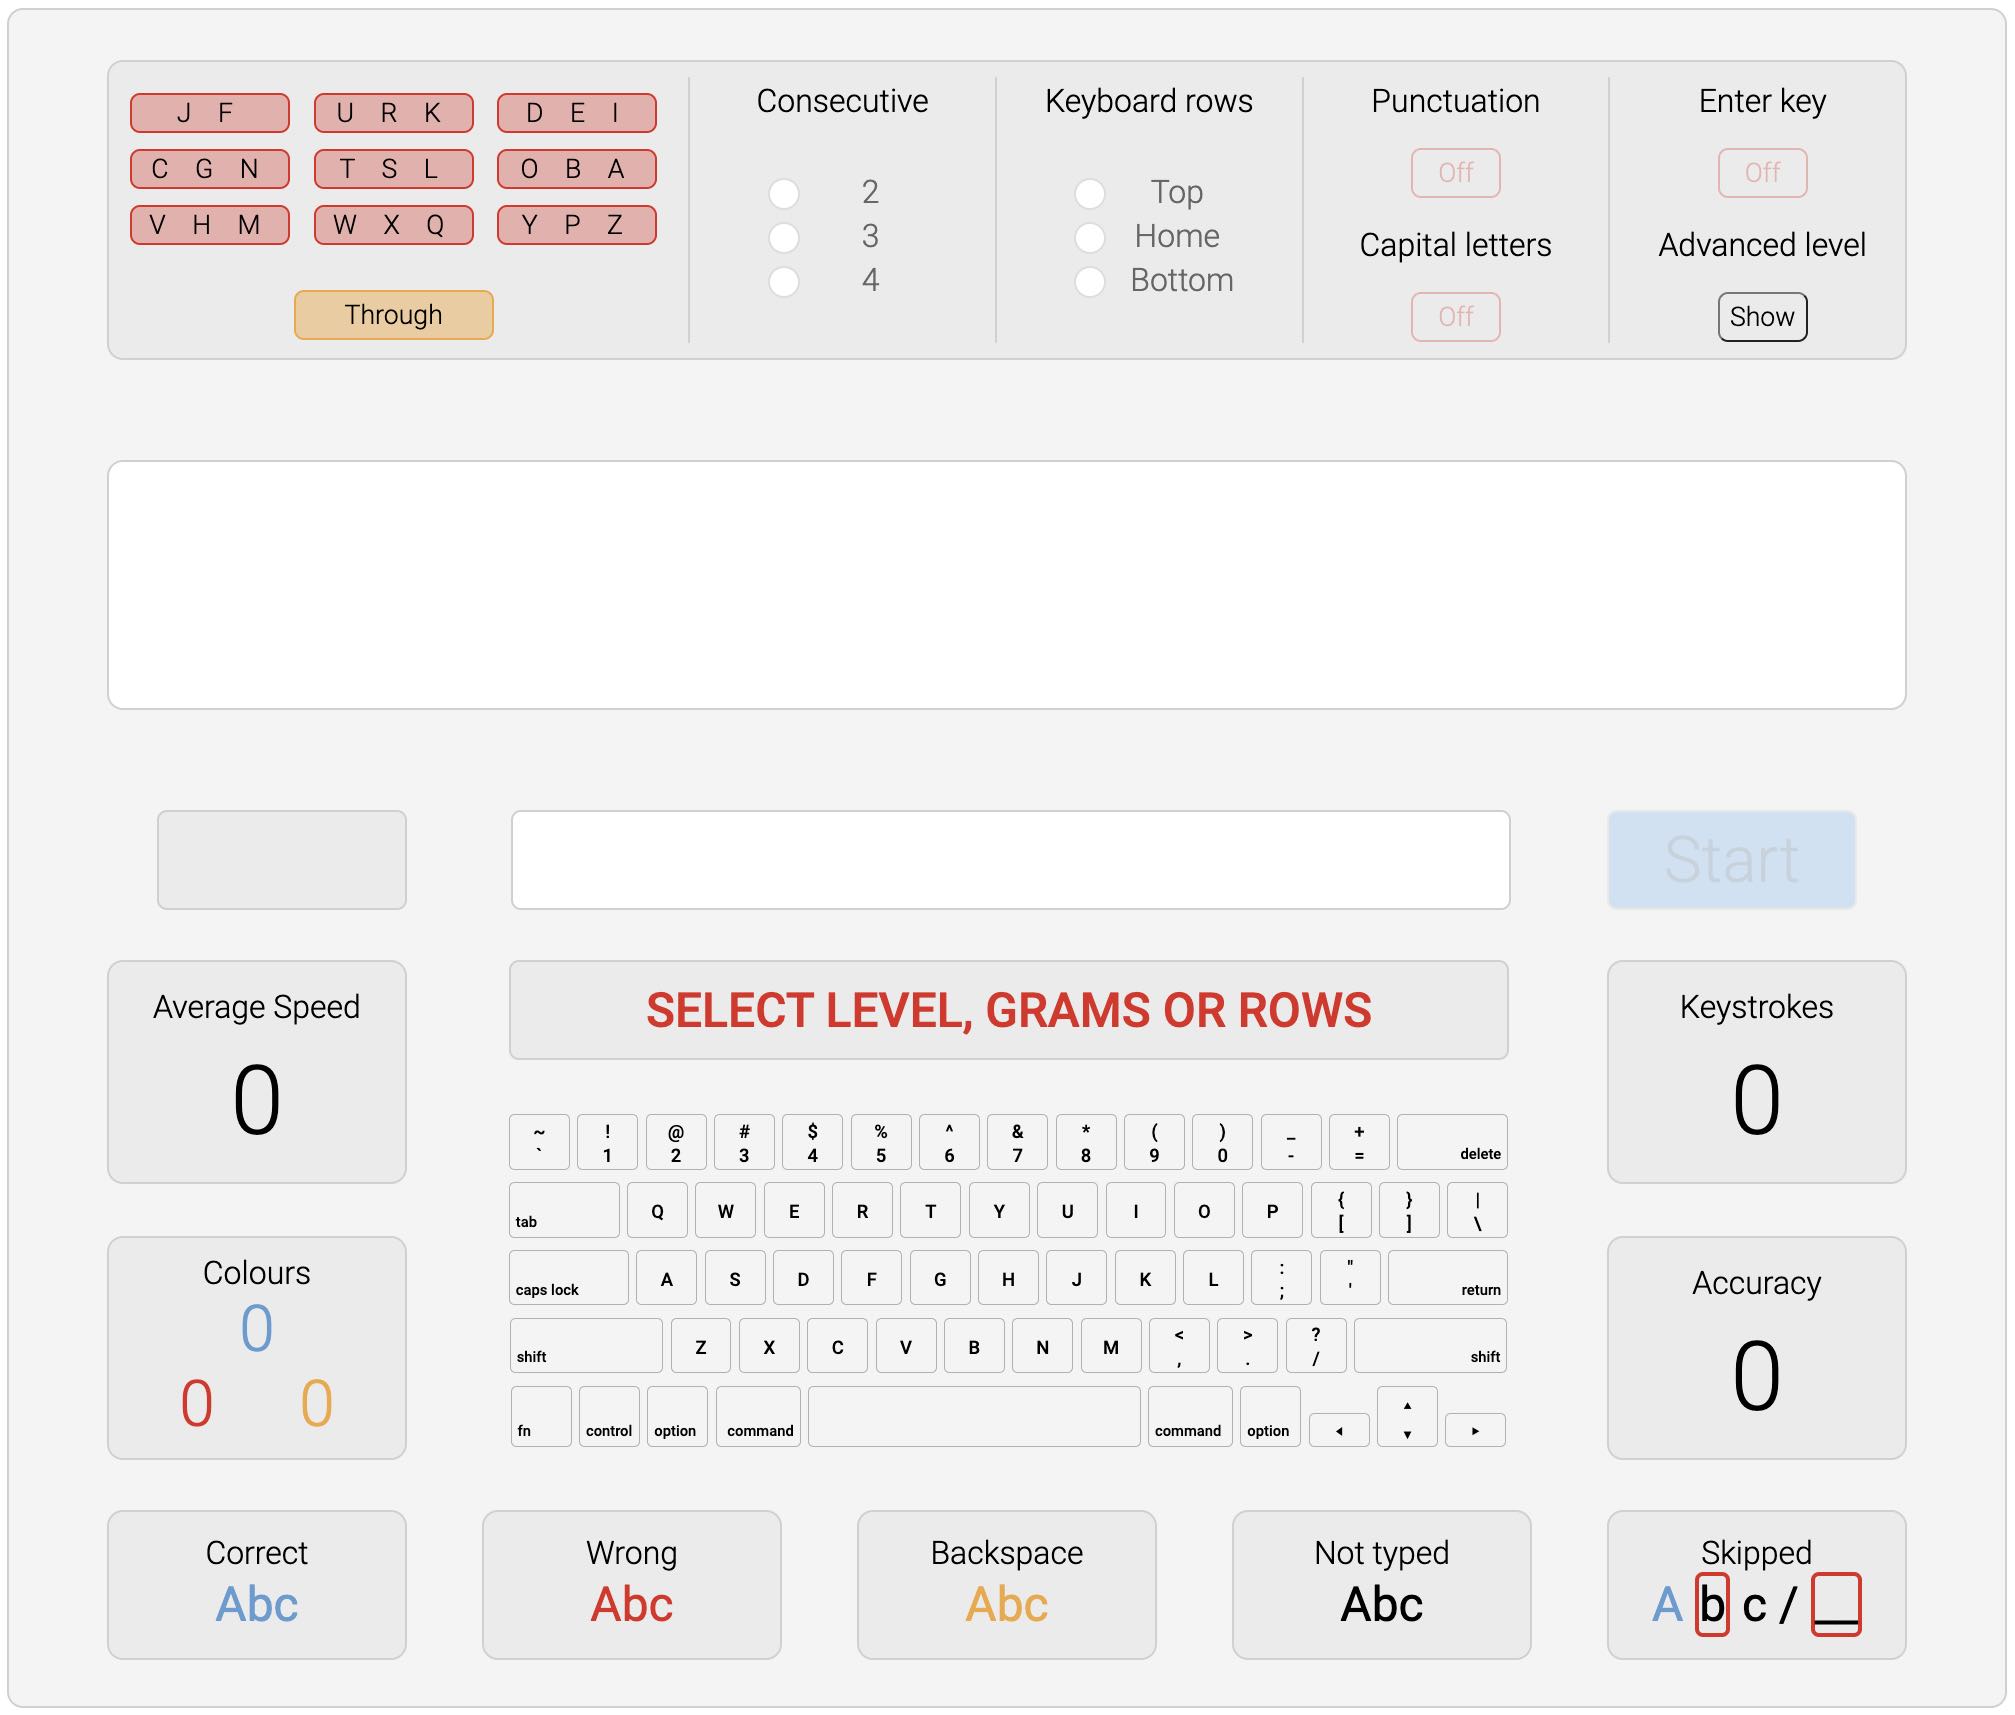 J F
U R K
D E I
C G N
T S L
O B A
V H M
W X Q
Y P Z
Through
Consecutive
2
3
4
Keyboard rows
Top
Home
Bottom
Punctuation
Off
Capital letters
Off
Enter key
Off
Advanced level
Show
Start
Average Speed
0
SELECT LEVEL, GRAMS OR ROWS
Keystrokes
0
~ ! @ # $ % ^ & * ( ) _ +
` 1 2 3 4 5 6 7 8 9 0 - = delete
tab Q W E R T Y U I O P { [ } ] | \
caps lock A S D F G H J K L : ; " ' return
shift Z X C V B N M < , > . ? / shift
fn control option command command option
Colours
0
0 0
Accuracy
0
Correct
Abc
Wrong
Abc
Backspace
Abc
Not typed
Abc
Skipped
A b c / _